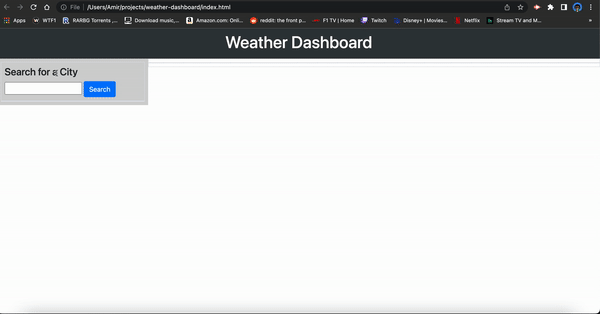 File | /Users/Amir/projects/weather-dashboard/index.html
Apps WTF1 RARBG Torrents ,... Download music,... Amazon.com: Onli... reddit: the front p... F1 TV | Home Twitch Disney+ | Movies... Netflix Stream TV and M... »
Weather Dashboard
Search for a City
Search